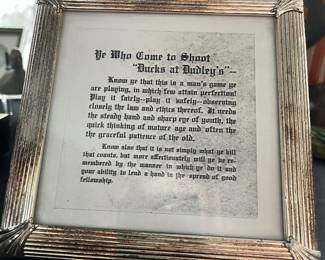 Ye Who Come to Shoot
"Ducks at Dudley's"—
Know ye that this is a man's game ye
are playing, in which few attain perfection!
Play it fairly—play it safely—observing
closely the law and ethics thereof. It needs
the steady hand and sharp eye of youth, the
quick thinking of mature age and often the
the graceful patience of the old.
Know also that it is not simply what ye kill
that counts, but more affectionately will ye be re-
membered by the manner in which ye do it and
your ability to lend a hand in the spread of good
fellowship.